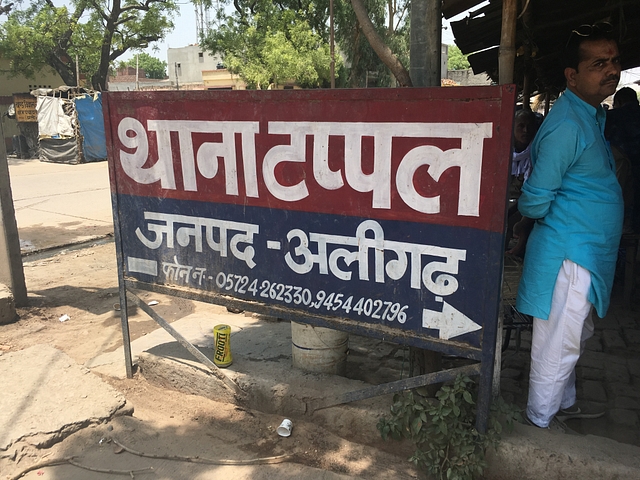 थाना टप्पल
जनपद - अलीगढ़
फोन न:- 05724-262330, 9454402796